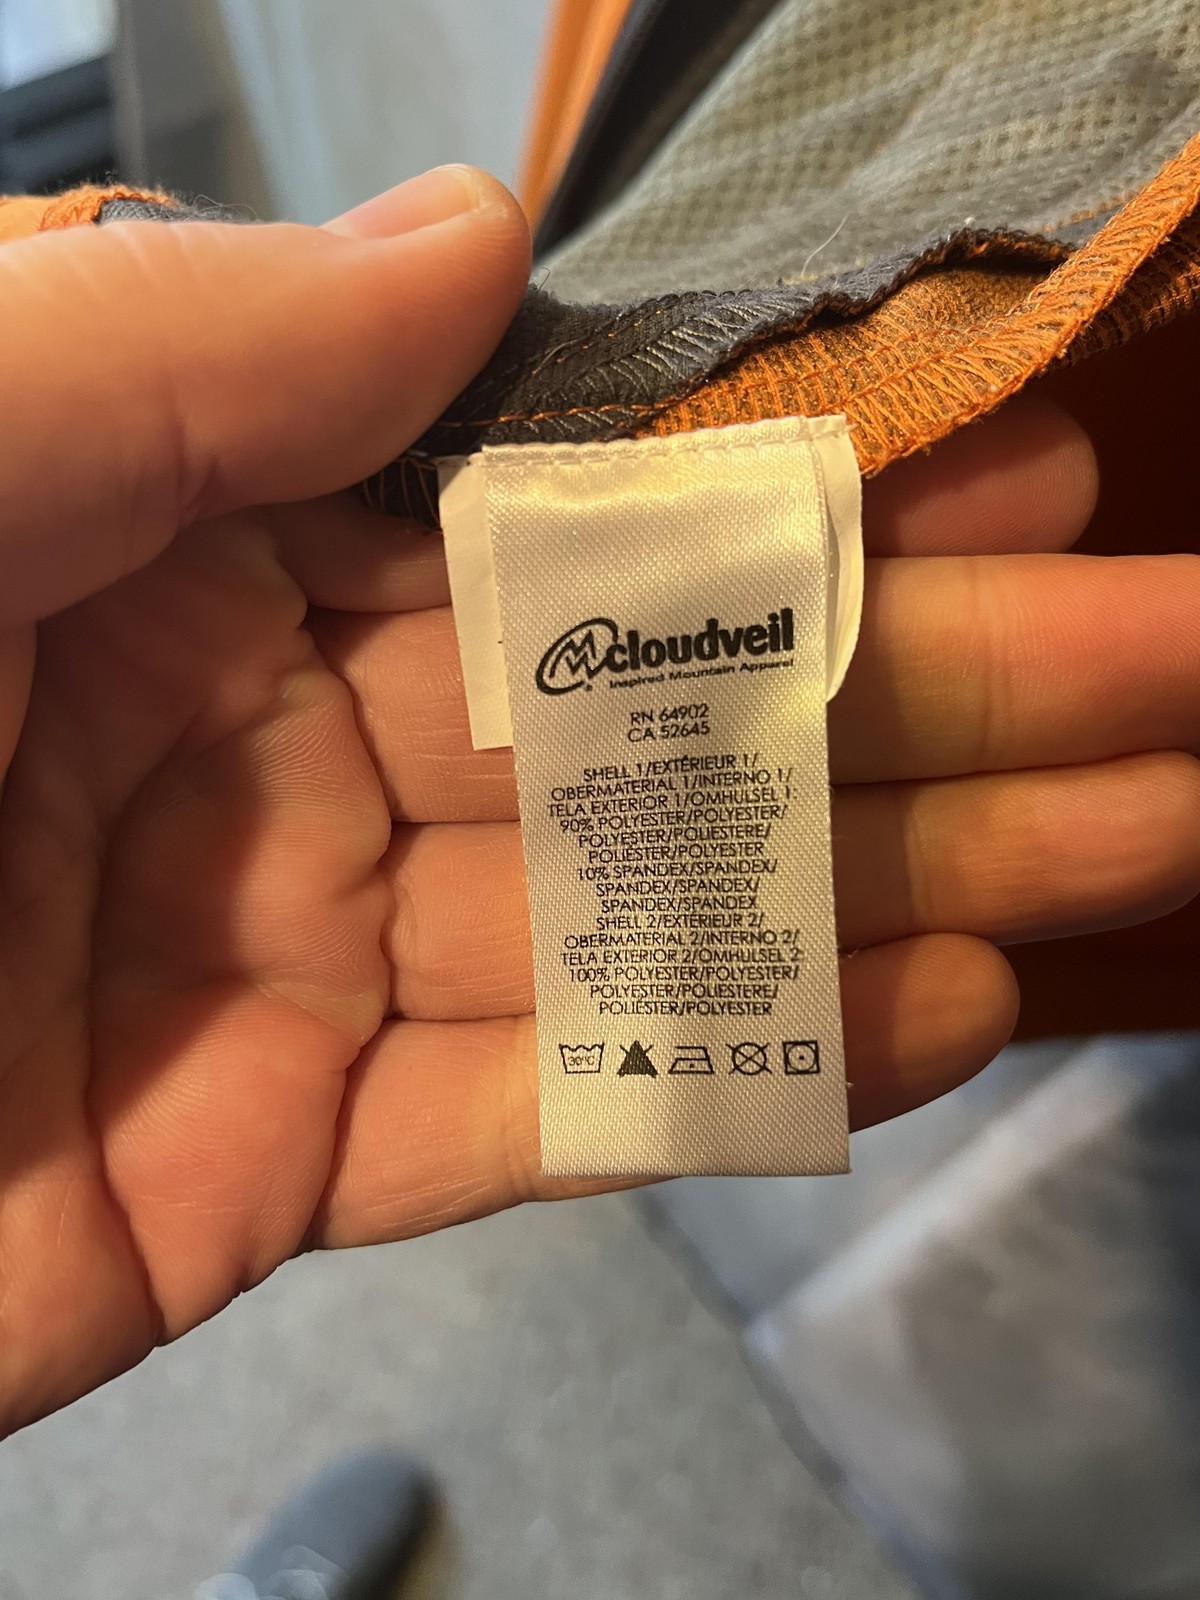 cloudveil
Inspired Mountain Apparel
RN 64902
CA 52645
SHELL 1/EXTÉRIEUR 1/
OBERMATERIAL 1/INTERNO 1/
TELA EXTERIOR 1/OMHULSEL 1:
90% POLYESTER/POLYESTER/
POLYESTER/POLIESTERE/
POLIÉSTER/POLYESTER
10% SPANDEX/SPANDEX/
SPANDEX/SPANDEX/
SPANDEX/SPANDEX
SHELL 2/EXTÉRIEUR 2/
OBERMATERIAL 2/INTERNO 2/
TELA EXTERIOR 2/OMHULSEL 2:
100% POLYESTER/POLYESTER/
POLYESTER/POLIESTERE/
POLIÉSTER/POLYESTER
30°C